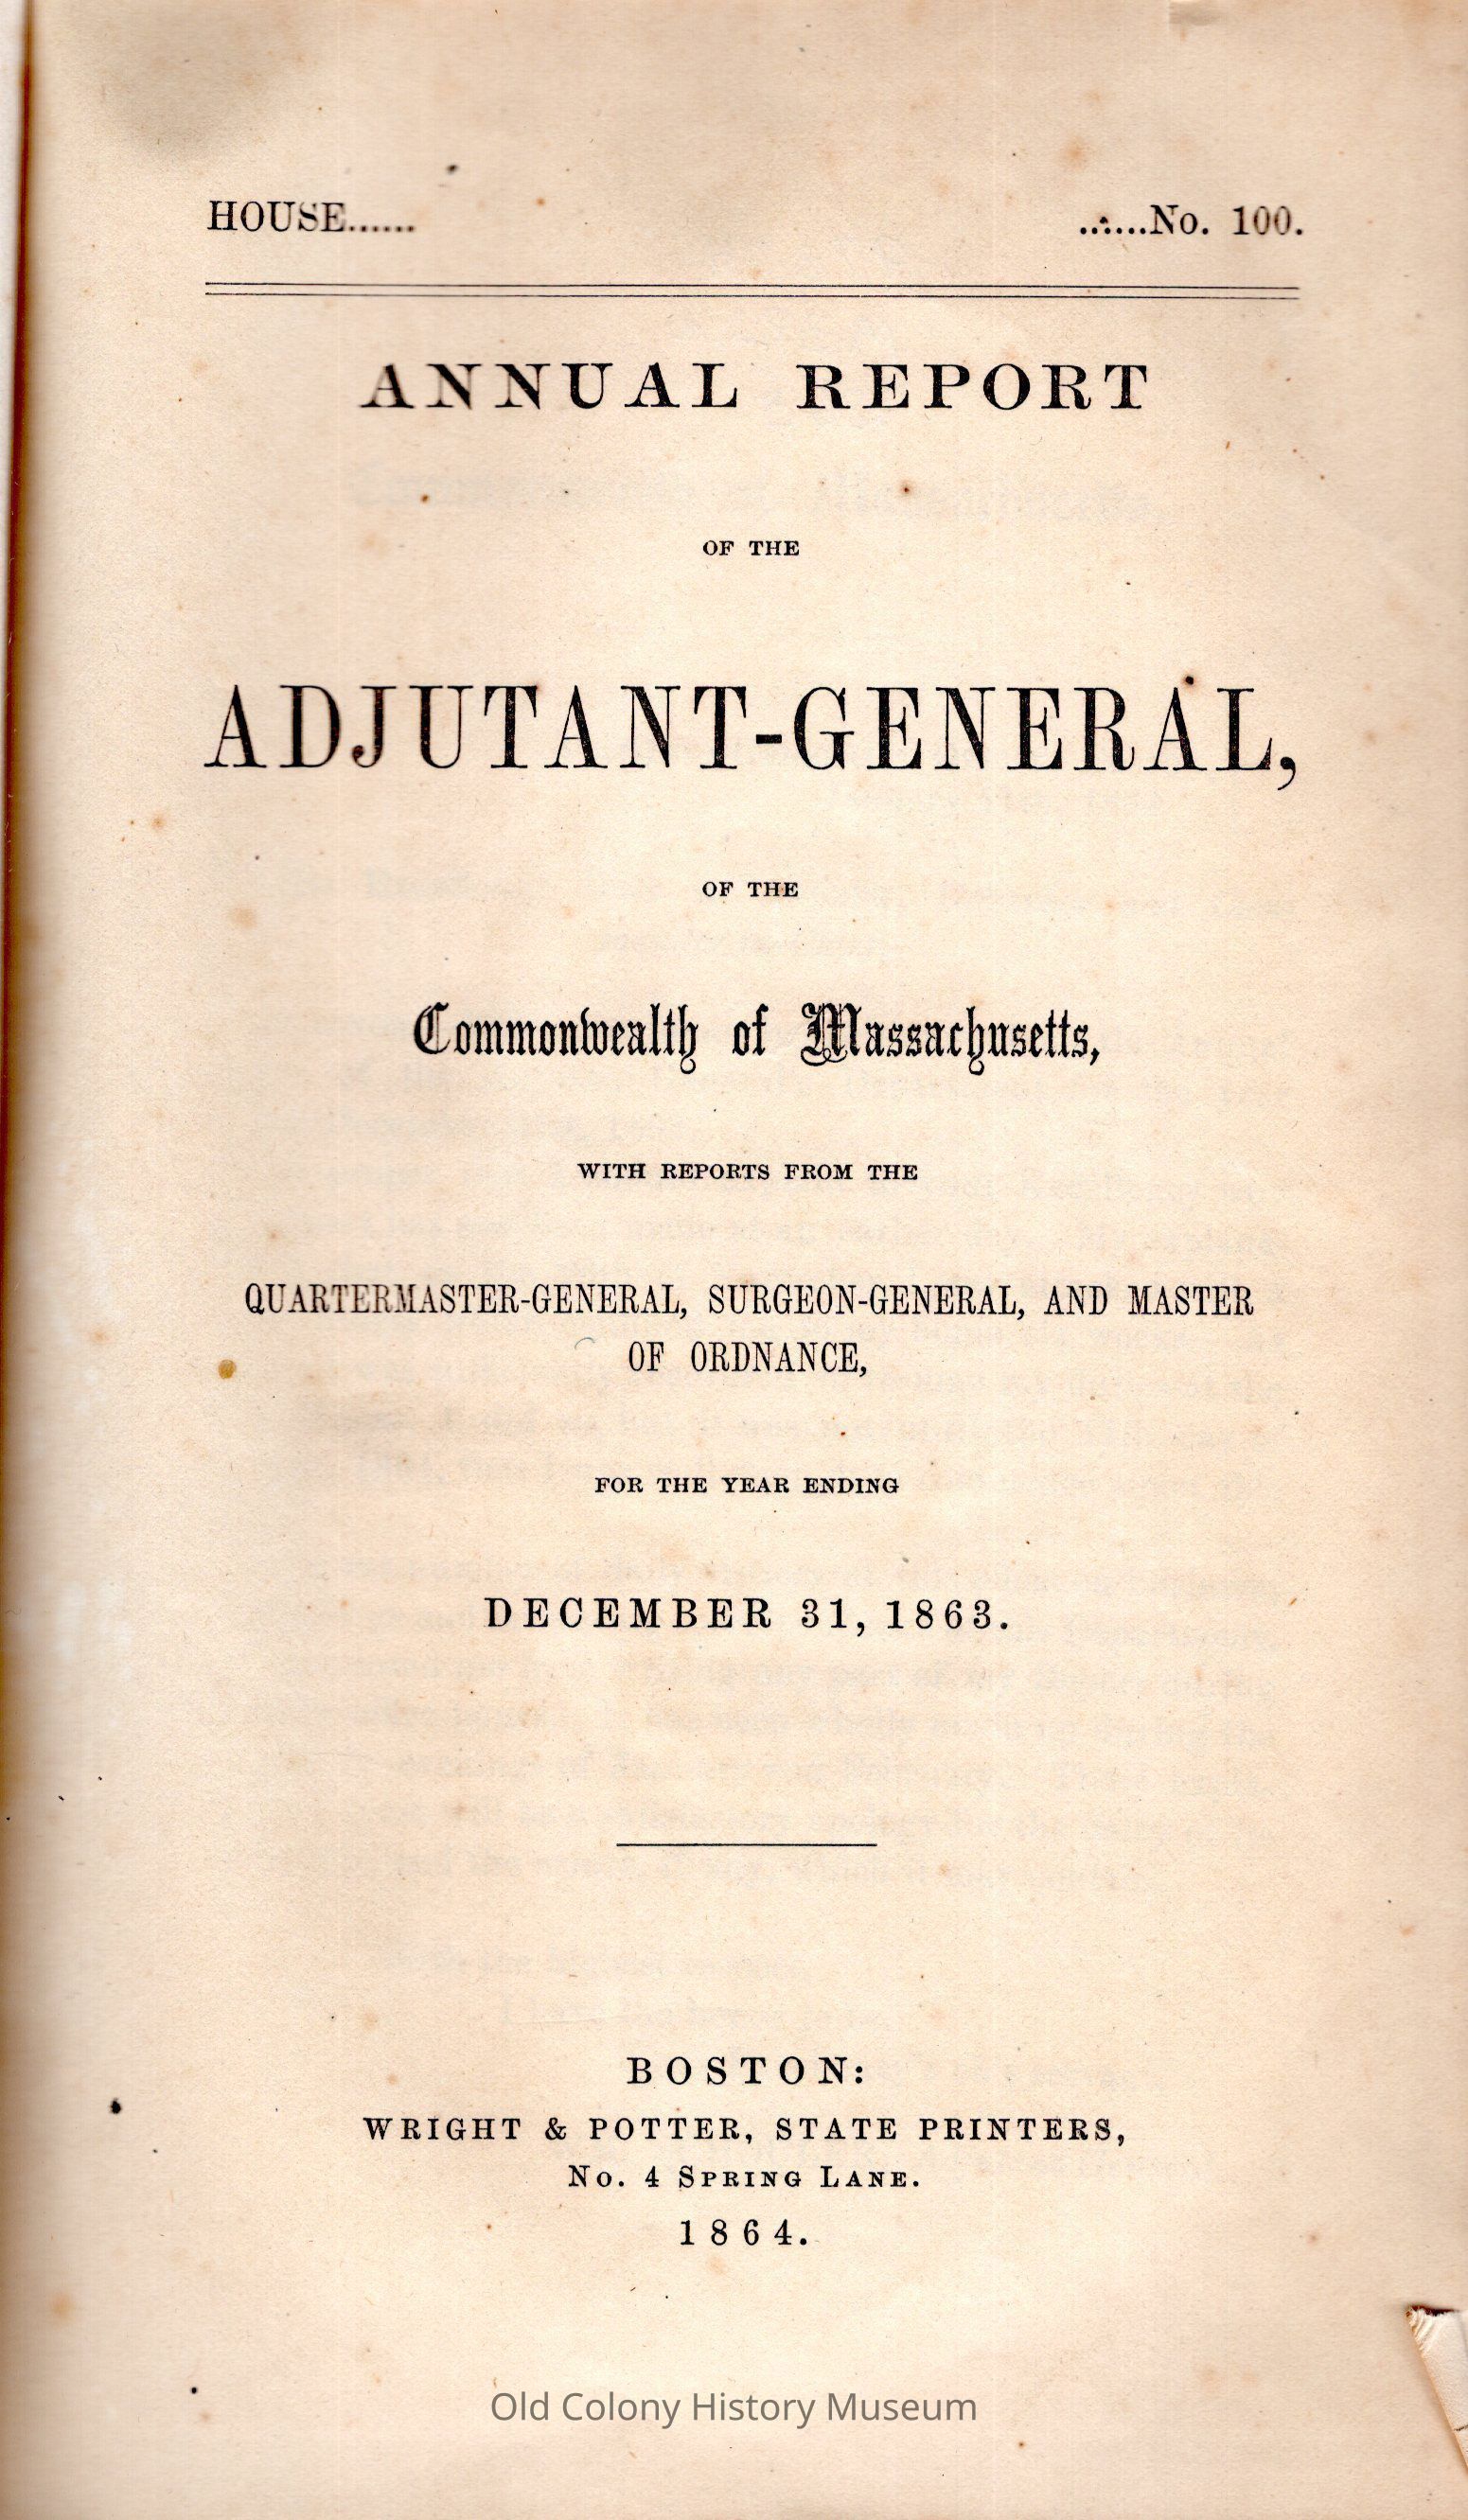 HOUSE......                                        ......No. 100.
ANNUAL REPORT
OF THE
ADJUTANT-GENERAL,
OF THE
Commonwealth of Massachusetts,
WITH REPORTS FROM THE
QUARTERMASTER-GENERAL, SURGEON-GENERAL, AND MASTER
OF ORDNANCE,
FOR THE YEAR ENDING
DECEMBER 31, 1863.
BOSTON:
WRIGHT & POTTER, STATE PRINTERS,
No. 4 SPRING LANE.
1864.
Old Colony History Museum